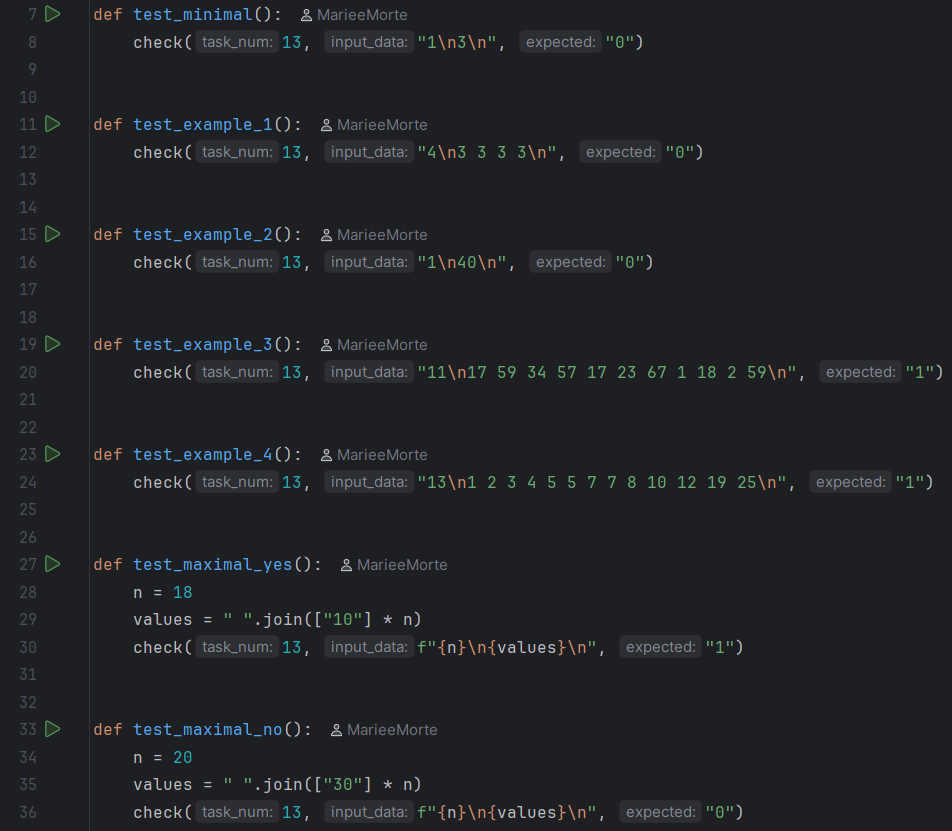 7 def test_minimal(): MarieeMorte
8 check( task_num: 13, input_data: "1\n3\n", expected: "0")
9
10
11 def test_example_1(): MarieeMorte
12 check( task_num: 13, input_data: "4\n3 3 3 3\n", expected: "0")
13
14
15 def test_example_2(): MarieeMorte
16 check( task_num: 13, input_data: "1\n40\n", expected: "0")
17
18
19 def test_example_3(): MarieeMorte
20 check( task_num: 13, input_data: "11\n17 59 34 57 17 23 67 1 18 2 59\n", expected: "1")
21
22
23 def test_example_4(): MarieeMorte
24 check( task_num: 13, input_data: "13\n1 2 3 4 5 5 7 7 8 10 12 19 25\n", expected: "1")
25
26
27 def test_maximal_yes(): MarieeMorte
28 n = 18
29 values = " ".join(["10"] * n)
30 check( task_num: 13, input_data: f"{n}\n{values}\n", expected: "1")
31
32
33 def test_maximal_no(): MarieeMorte
34 n = 20
35 values = " ".join(["30"] * n)
36 check( task_num: 13, input_data: f"{n}\n{values}\n", expected: "0")